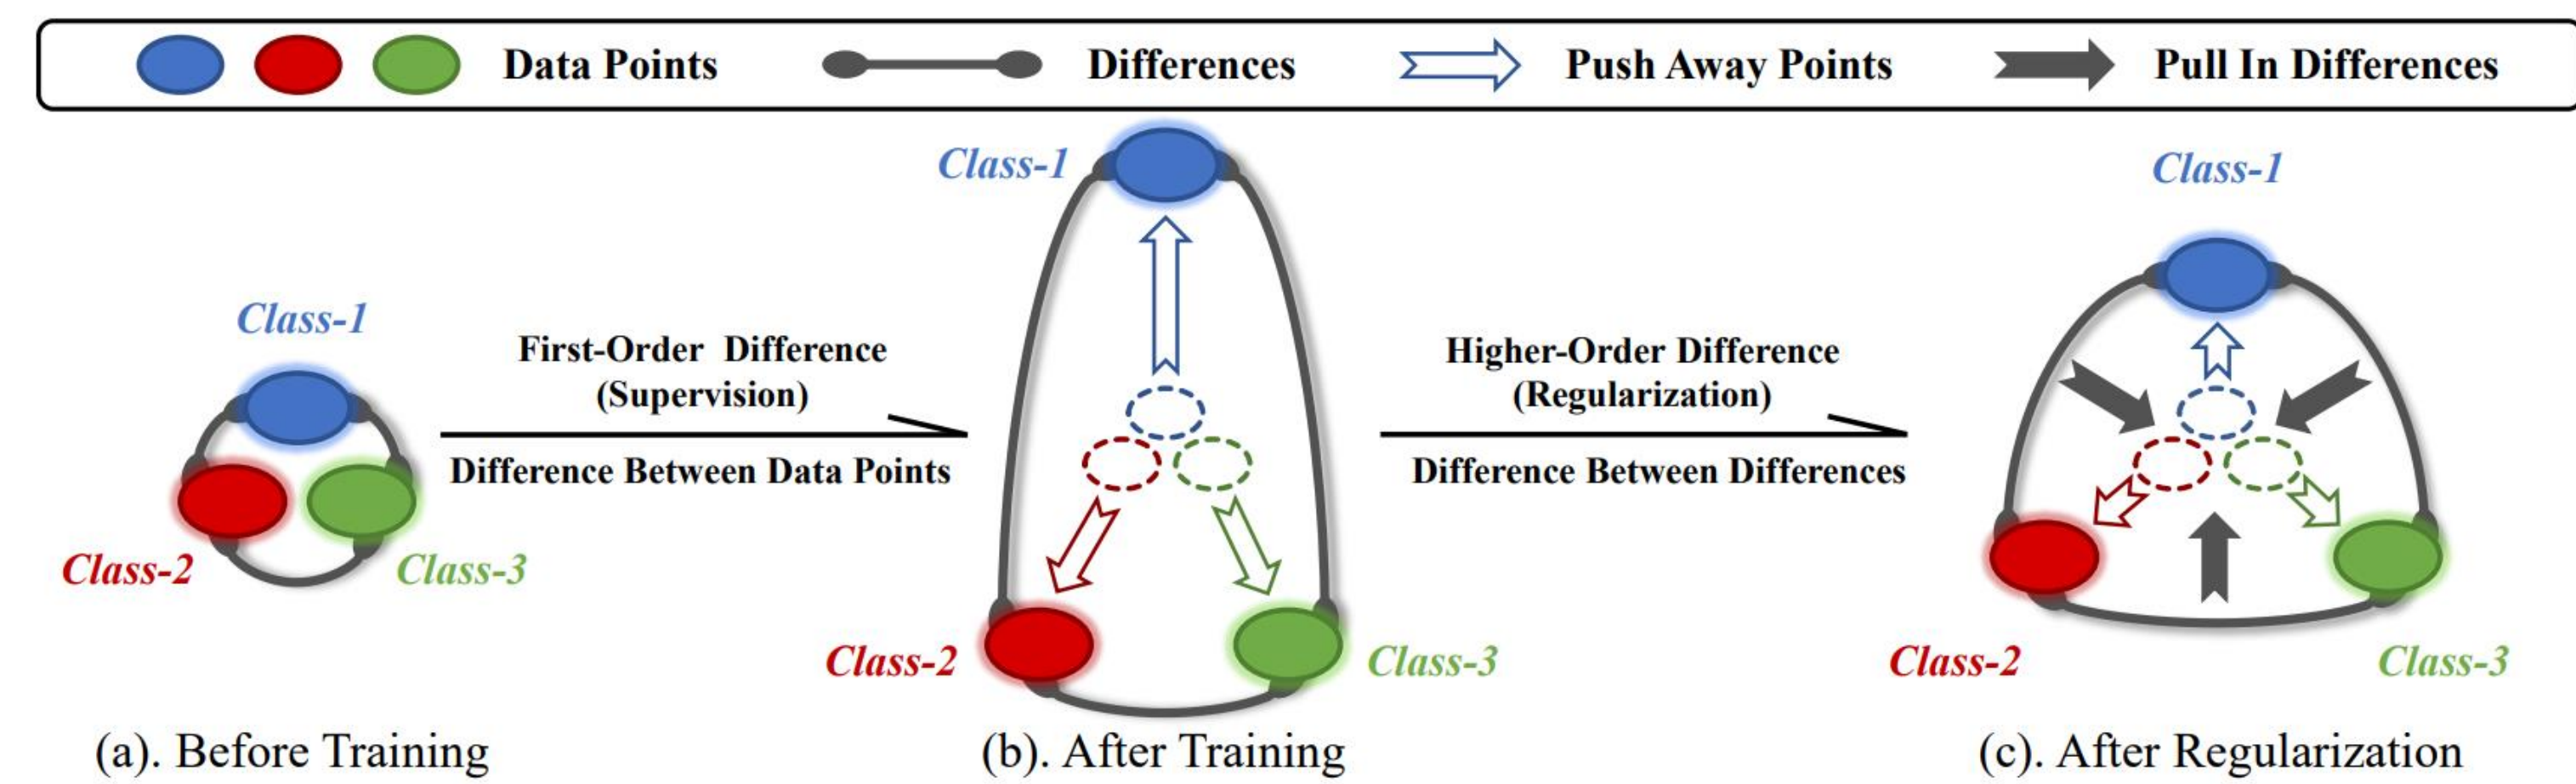 Data Points Differences Push Away Points Pull In Differences
Class-1
Class-1
Class-1
First-Order Difference
(Supervision)
Difference Between Data Points
Higher-Order Difference
(Regularization)
Difference Between Differences
Class-2
Class-3
Class-2
Class-3
Class-2
Class-3
(a). Before Training
(b). After Training
(c). After Regularization